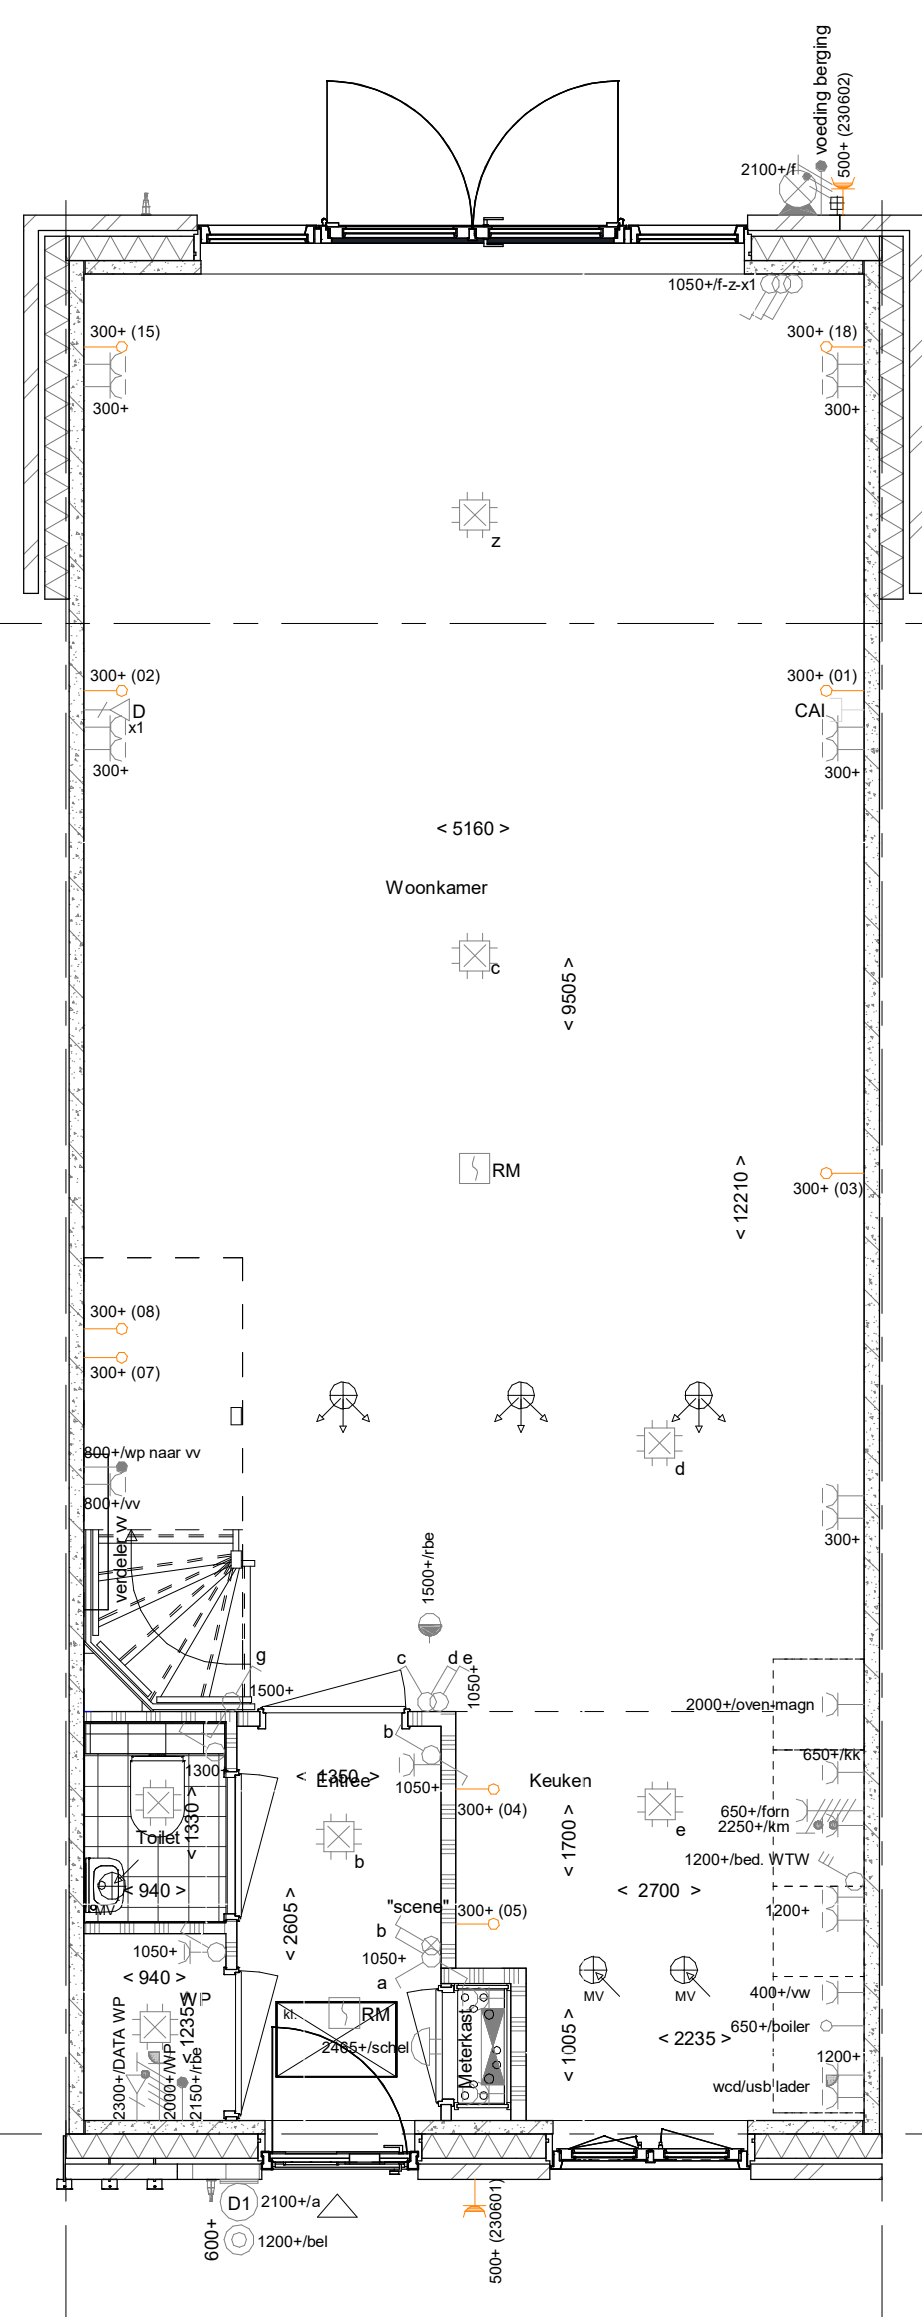 voeding berging
500+ (230602)
2100+/f
1050+/f-z-x1
300+ (15)
300+
300+ (18)
300+
z
300+ (02)
D
x1
300+
300+ (01)
CAI
300+
< 5160 >
Woonkamer
c
< 9505 >
RM
< 12210 >
300+ (03)
300+ (08)
300+ (07)
800+/wp naar vv
800+/vv
verdeler vv
d
300+
1500+/rbe
g
1500+
c
d e
1050+
2000+/oven-magn
b
1300+
< 1350 >
Entree
1050+
Keuken
300+ (04)
650+/kk
650+/forn
2250+/km
Toilet
< 1330 >
b
< 1700 >
e
1200+/bed. WTW
< 940 >
MV
"scene"
300+ (05)
< 2700 >
1200+
b
1050+
a
< 2605 >
1050+
< 940 >
WP
< 1235 >
MV
MV
400+/vw
kl.
RM
2465+/schel
Meterkast
< 1005 >
< 2235 >
650+/boiler
1200+
wcd/usb lader
2300+/DATA WP
2000+/WP
2150+/rbe
600+
D1
2100+/a
1200+/bel
500+ (230601)